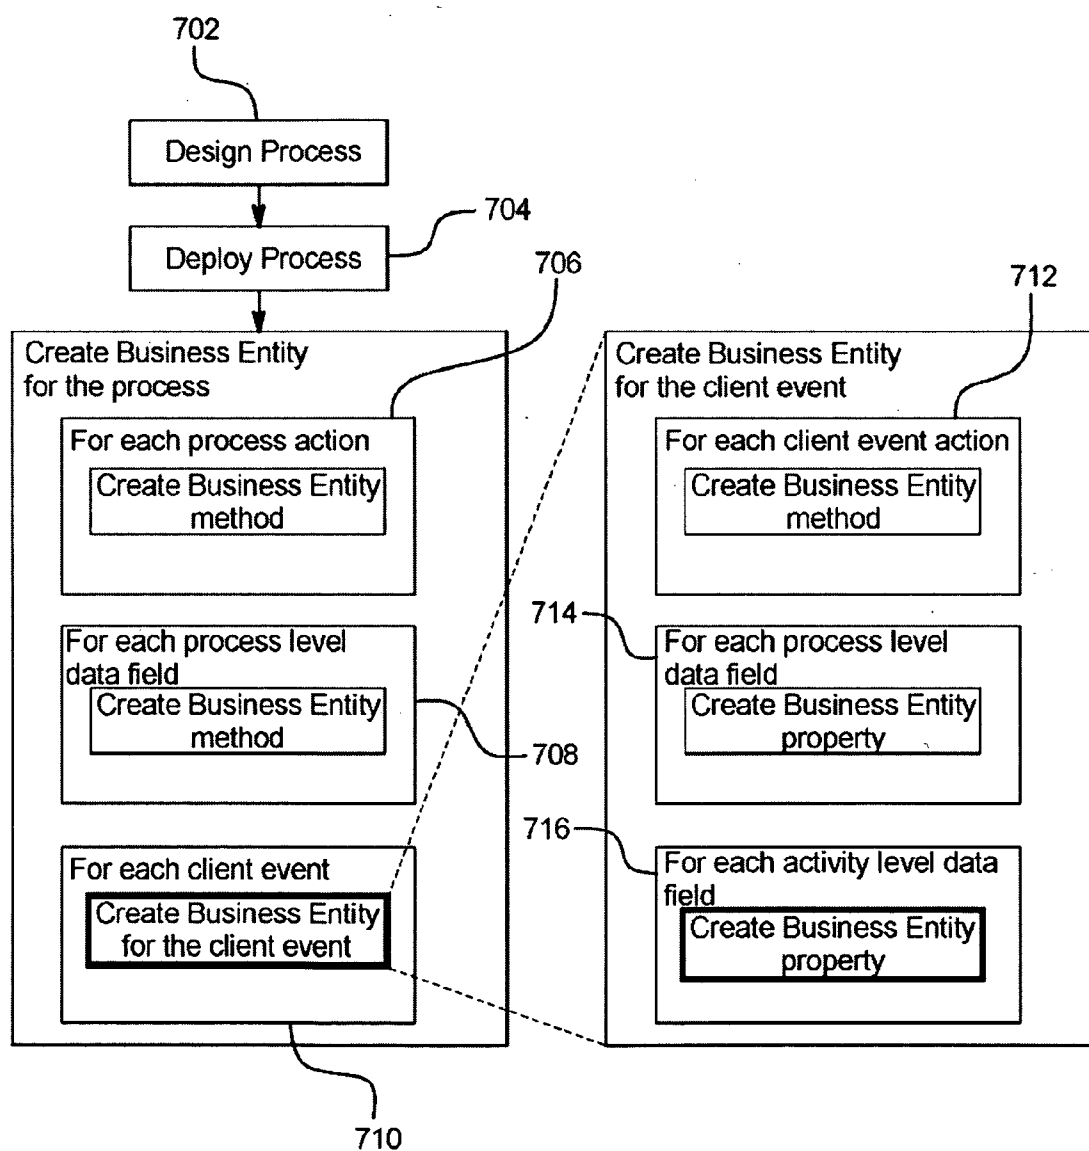 702
Design Process
704
Deploy Process
706
712
Create Business Entity
for the process
For each process action
Create Business Entity
method
For each process level
data field
Create Business Entity
method
708
For each client event
Create Business Entity
for the client event
710
Create Business Entity
for the client event
For each client event action
Create Business Entity
method
714
For each process level
data field
Create Business Entity
property
716
For each activity level data
field
Create Business Entity
property